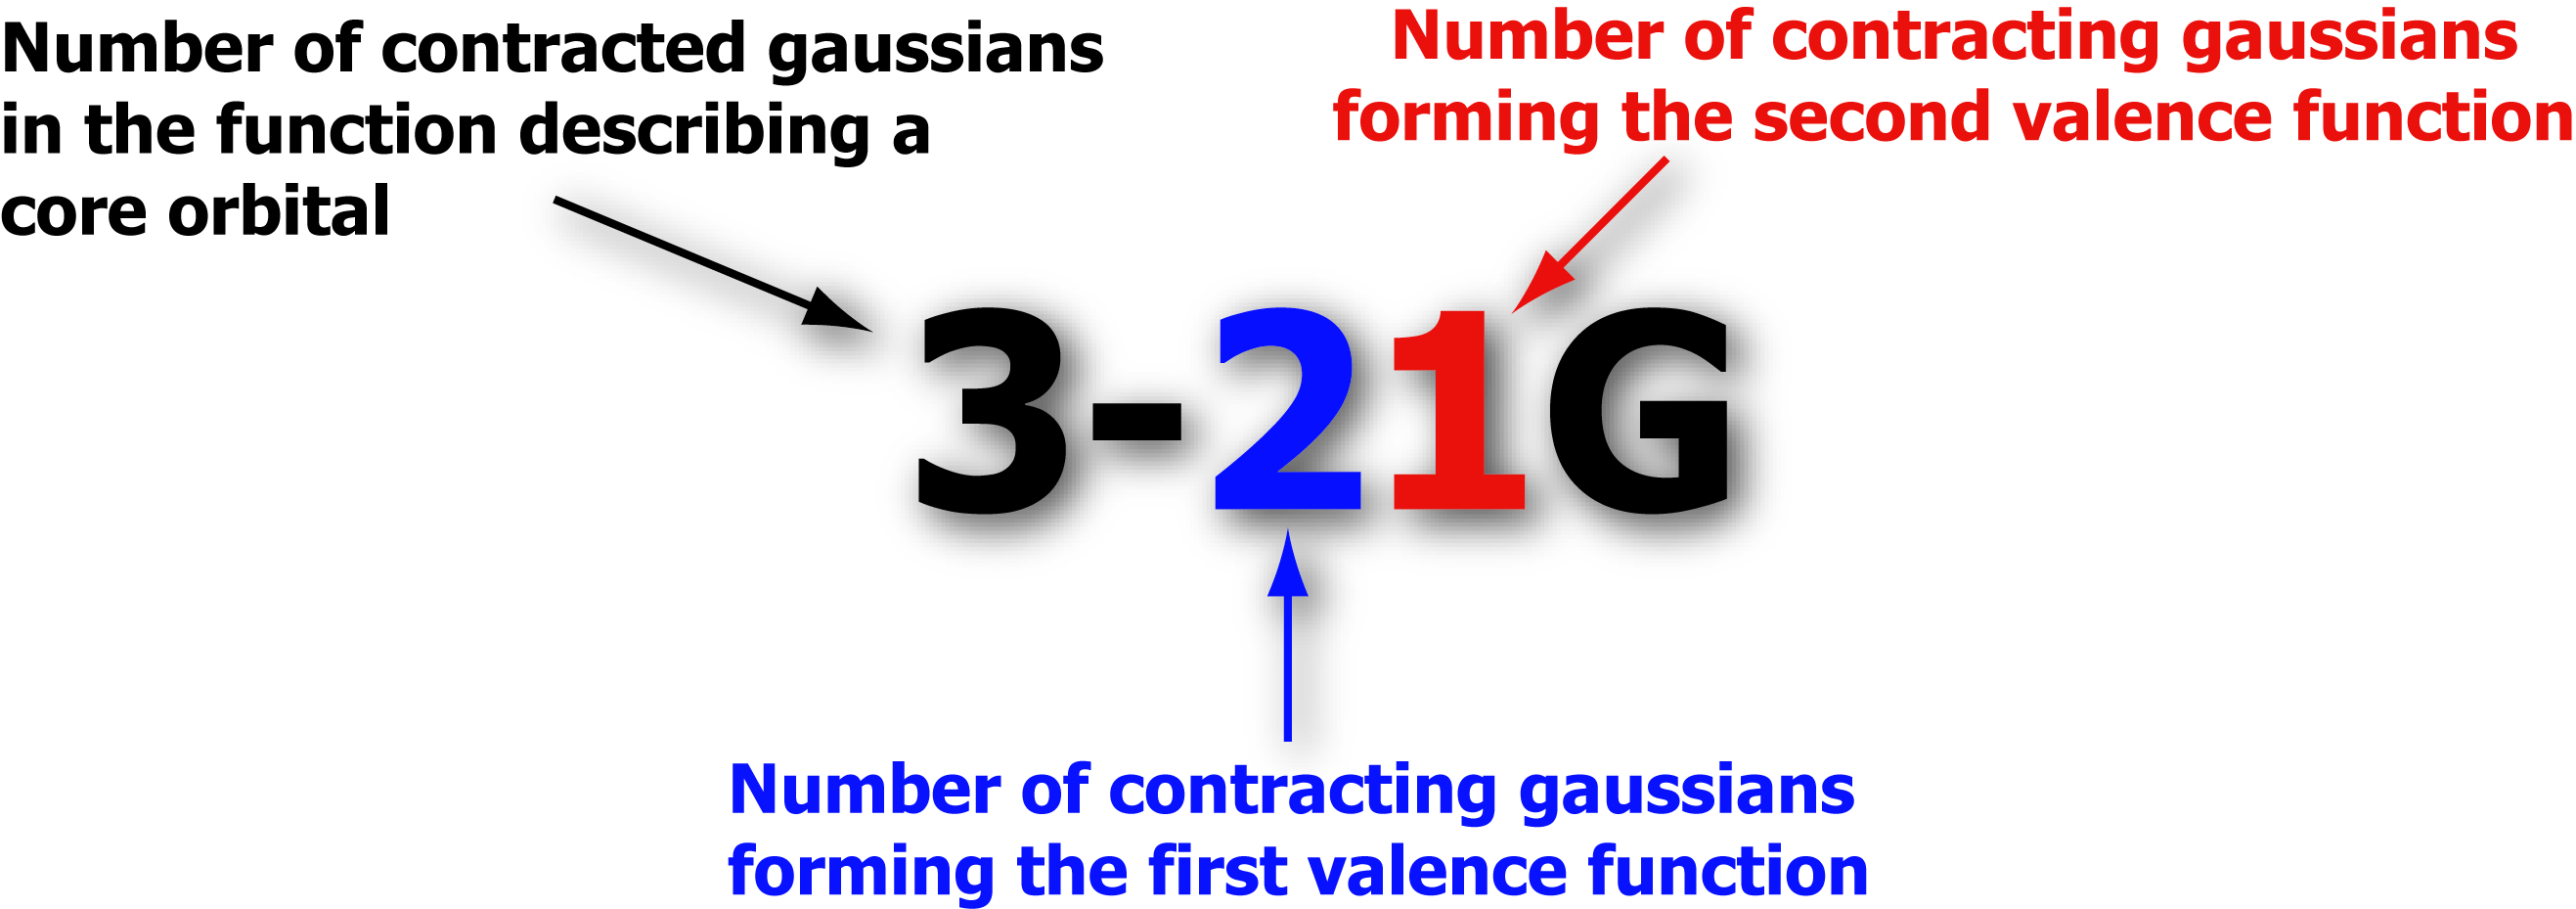 Number of contracted gaussians
in the function describing a
core orbital
Number of contracting gaussians
forming the second valence function
3-21G
Number of contracting gaussians
forming the first valence function